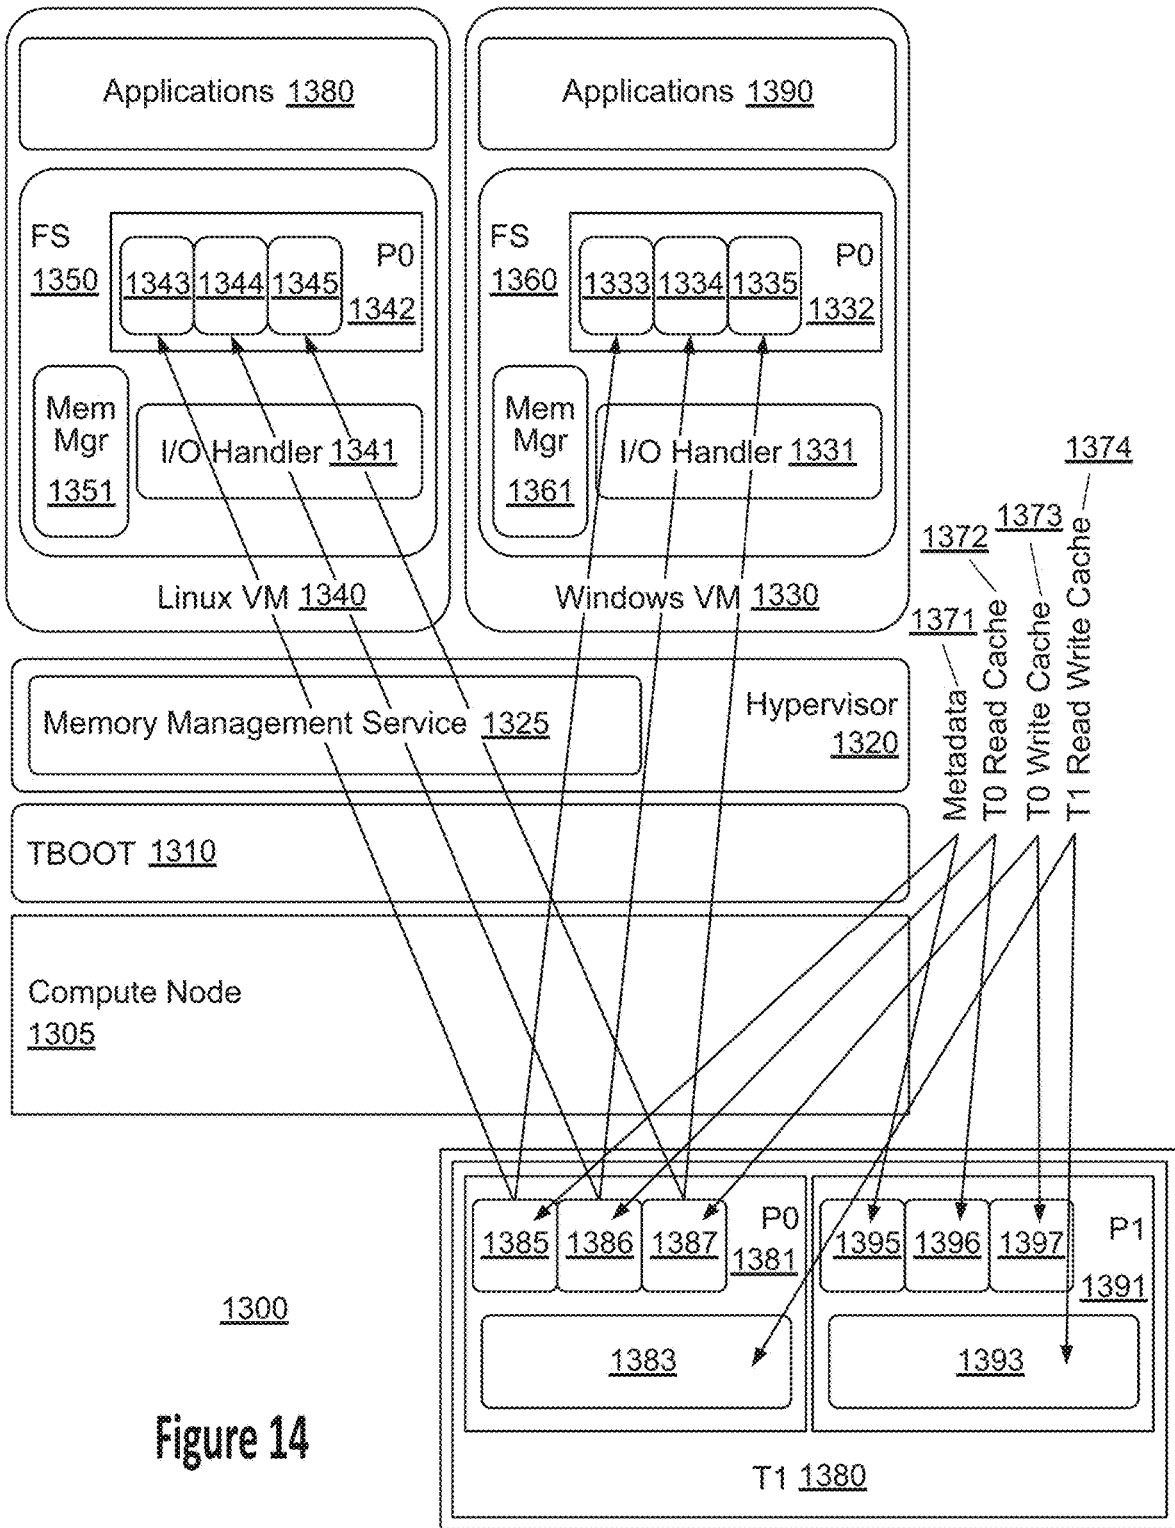 Applications 1380
Applications 1390
FS
1350
1343 1344 1345
P0
1342
Mem
Mgr
1351
I/O Handler 1341
Linux VM 1340
FS
1360
1333 1334 1335
P0
1332
Mem
Mgr
1361
I/O Handler 1331
Windows VM 1330
1371
1372
1373
1374
Metadata
T0 Read Cache
T0 Write Cache
T1 Read Write Cache
Memory Management Service 1325
Hypervisor
1320
TBOOT 1310
Compute Node
1305
1385 1386 1387
P0
1381
1383
1395 1396 1397
P1
1391
1393
T1 1380
1300
Figure 14